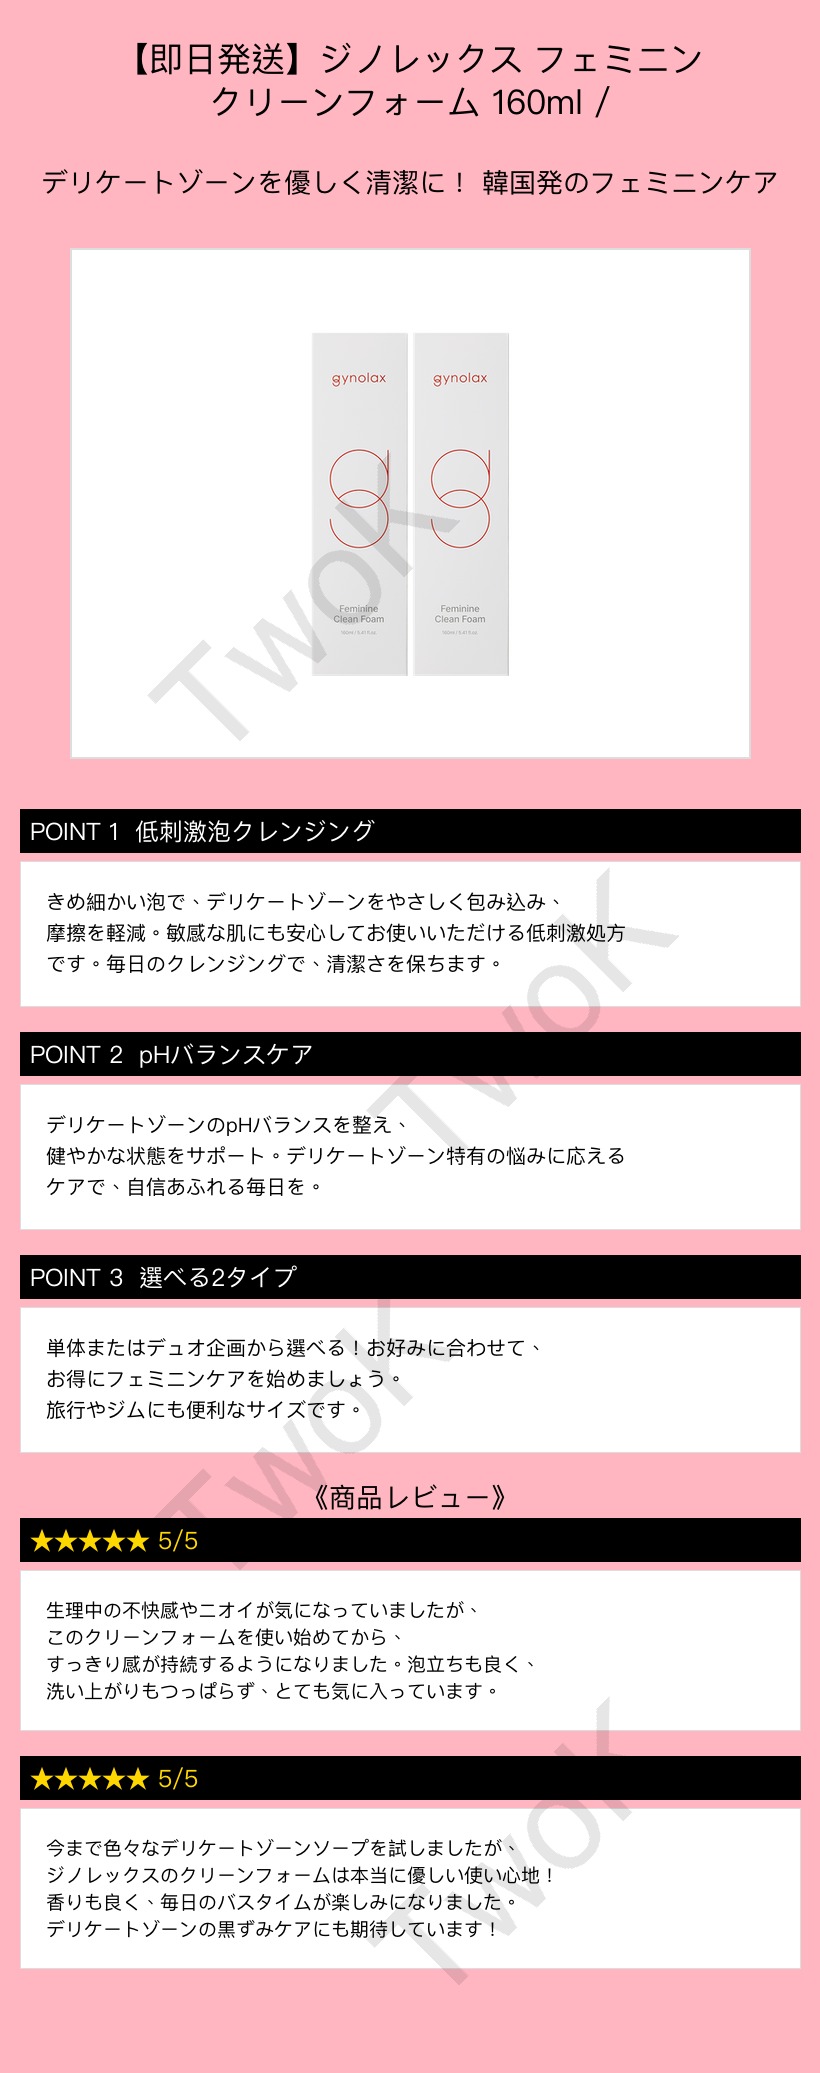 【即日発送】ジノレックス フェミニン
クリーンフォーム 160ml /
デリケートゾーンを優しく清潔に！ 韓国発のフェミニンケア
gynolax
gynolax
g
g
Feminine
Clean Foam
160ml / 5.41 fl.oz
Feminine
Clean Foam
160ml / 5.41 fl.oz
TwoK
POINT 1 低刺激泡クレンジング
きめ細かい泡で、デリケートゾーンをやさしく包み込み、
摩擦を軽減。敏感な肌にも安心してお使いいただける低刺激処方
です。毎日のクレンジングで、清潔さを保ちます。
TwoK
POINT 2 pHバランスケア
デリケートゾーンのpHバランスを整え、
健やかな状態をサポート。デリケートゾーン特有の悩みに応える
ケアで、自信あふれる毎日を。
POINT 3 選べる2タイプ
単体またはデュオ企画から選べる！お好みに合わせて、
お得にフェミニンケアを始めましょう。
旅行やジムにも便利なサイズです。
TwoK
《商品レビュー》
★★★★★ 5/5
生理中の不快感やニオイが気になっていましたが、
このクリーンフォームを使い始めてから、
すっきり感が持続するようになりました。泡立ちも良く、
洗い上がりもつっぱらず、とても気に入っています。
★★★★★ 5/5
今まで色々なデリケートゾーンソープを試しましたが、
ジノレックスのクリーンフォームは本当に優しい使い心地！
香りも良く、毎日のバスタイムが楽しみになりました。
デリケートゾーンの黒ずみケアにも期待しています！
TwoK